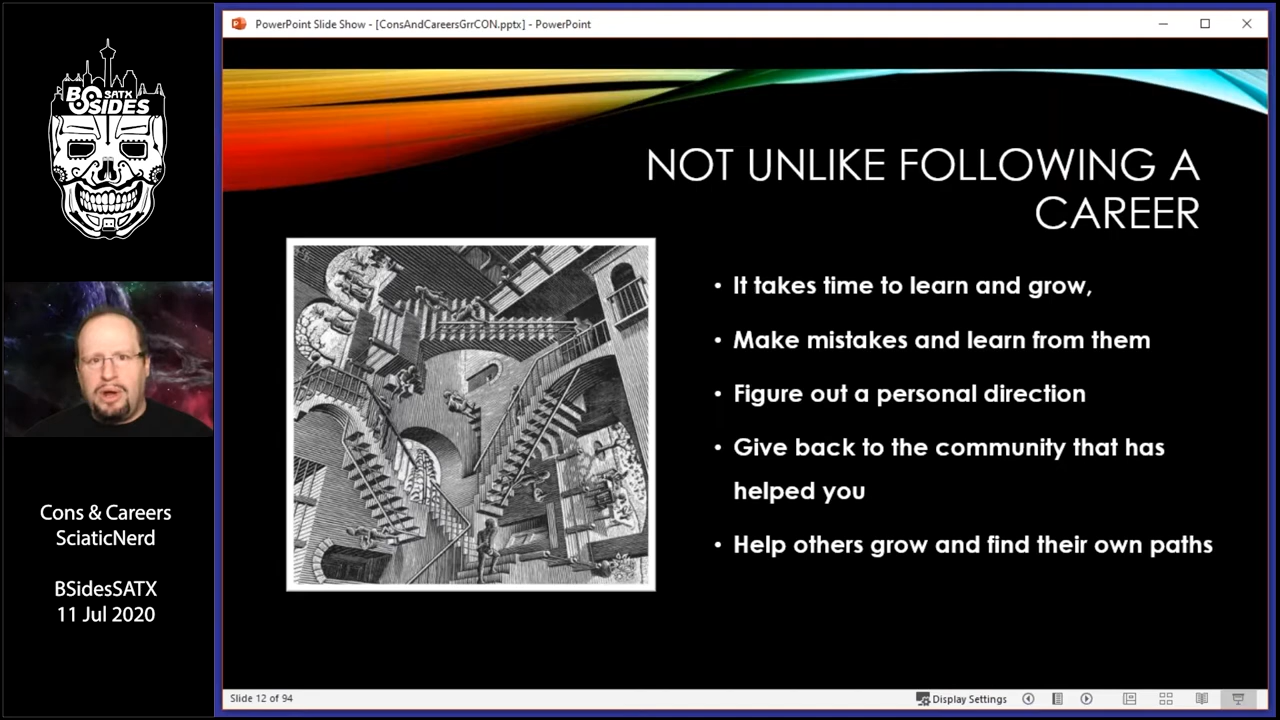 PowerPoint Slide Show - [ConsAndCareersGrrCON.pptx] - PowerPoint
BSIDES
SATX
NOT UNLIKE FOLLOWING A
CAREER
• It takes time to learn and grow,
• Make mistakes and learn from them
• Figure out a personal direction
• Give back to the community that has
helped you
• Help others grow and find their own paths
Cons & Careers
SciaticNerd
BSidesSATX
11 Jul 2020
Slide 12 of 94
Display Settings